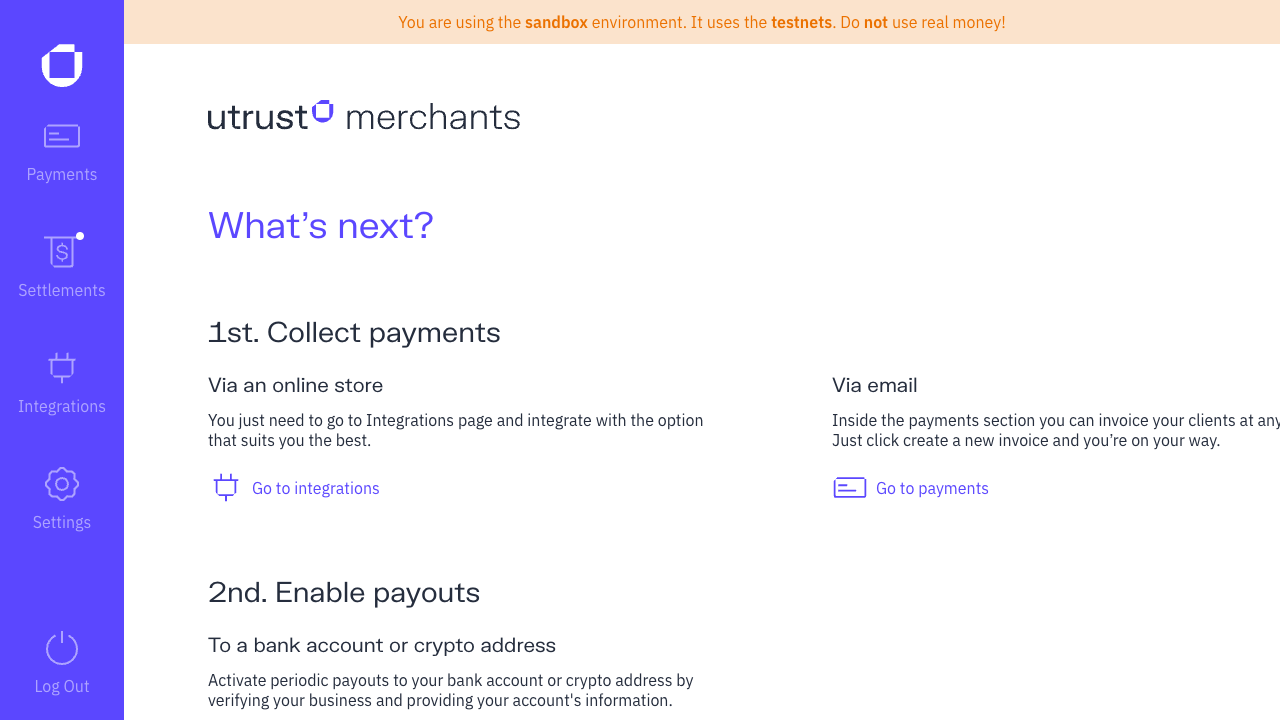 You are using the sandbox environment. It uses the testnets. Do not use real money!
utrust merchants
Payments
Settlements
Integrations
Settings
Log Out
What’s next?
1st. Collect payments
Via an online store
You just need to go to Integrations page and integrate with the option
that suits you the best.
Go to integrations
Via email
Inside the payments section you can invoice your clients at any
Just click create a new invoice and you’re on your way.
Go to payments
2nd. Enable payouts
To a bank account or crypto address
Activate periodic payouts to your bank account or crypto address by
verifying your business and providing your account's information.